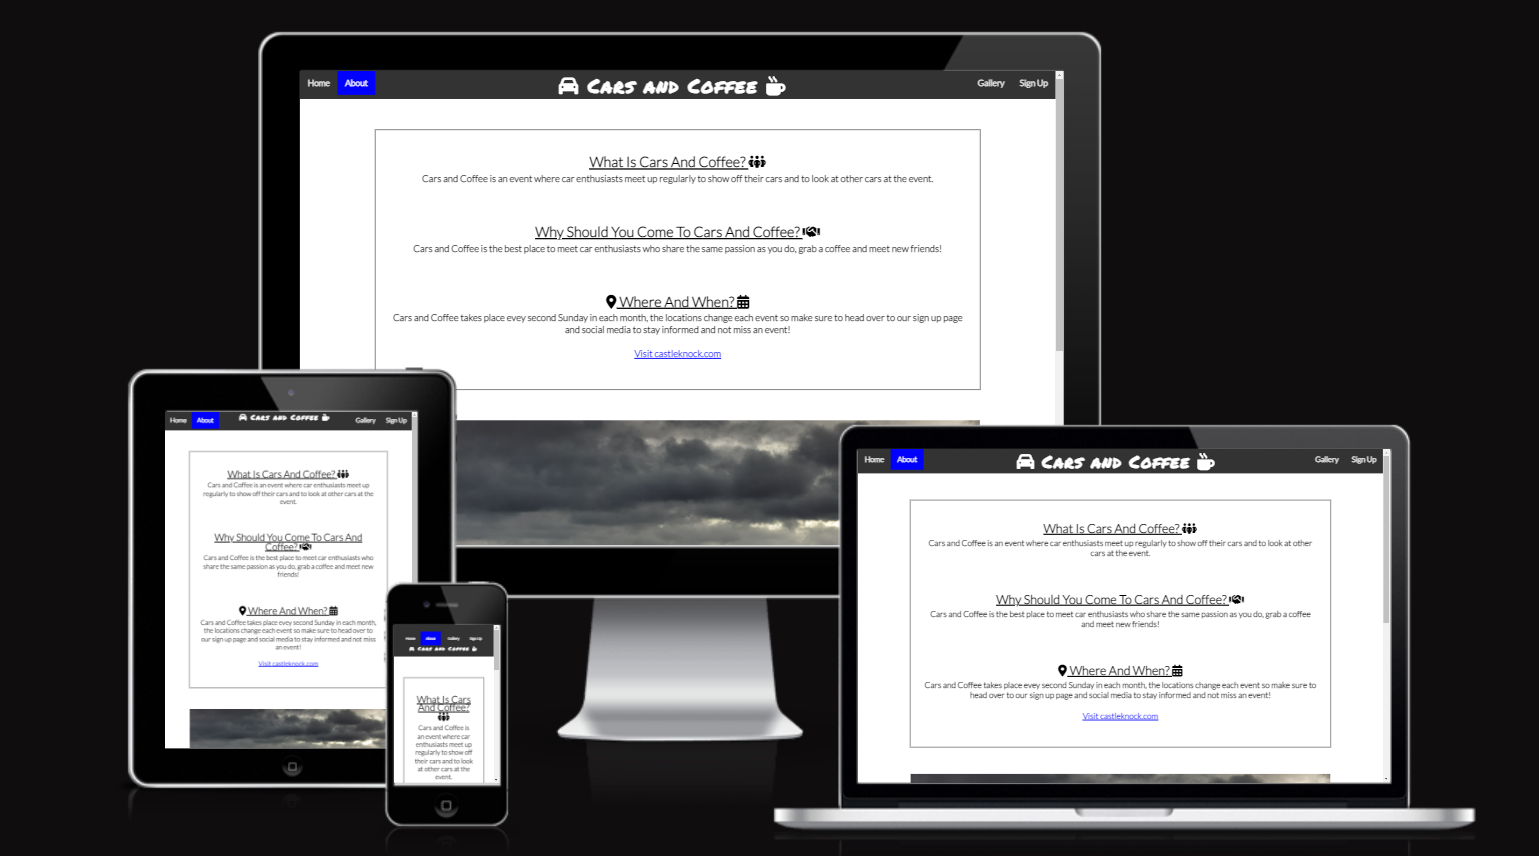 Home About Cars and Coffee Gallery Sign Up
What Is Cars And Coffee?
Cars and Coffee is an event where car enthusiasts meet up regularly to show off their cars and to look at other cars at the event.
Why Should You Come To Cars And Coffee?
Cars and Coffee is the best place to meet car enthusiasts who share the same passion as you do, grab a coffee and meet new friends!
Where And When?
Cars and Coffee takes place evey second Sunday in each month, the locations change each event so make sure to head over to our sign up page
and social media to stay informed and not miss an event!
Visit castleknock.com
Home About Cars and Coffee Gallery Sign Up
What Is Cars And Coffee?
Cars and Coffee is an event where car enthusiasts meet up
regularly to show off their cars and to look at other cars at the
event.
Why Should You Come To Cars And
Coffee?
Cars and Coffee is the best place to meet car enthusiasts who
share the same passion as you do, grab a coffee and meet new
friends!
Where And When?
Cars and Coffee takes place evey second Sunday in each month,
the locations change each event so make sure to head over to
our sign up page and social media to stay informed and not miss
an event!
Visit castleknock.com
Home About Gallery Sign Up
Cars and Coffee
What Is Cars
And Coffee?
Cars and Coffee is
an event where car
enthusiasts meet up
regularly to show off
their cars and to look
at other cars at the
event.
Home About Cars and Coffee Gallery Sign Up
What Is Cars And Coffee?
Cars and Coffee is an event where car enthusiasts meet up regularly to show off their cars and to look at other
cars at the event.
Why Should You Come To Cars And Coffee?
Cars and Coffee is the best place to meet car enthusiasts who share the same passion as you do, grab a coffee
and meet new friends!
Where And When?
Cars and Coffee takes place evey second Sunday in each month, the locations change each event so make sure to
head over to our sign up page and social media to stay informed and not miss an event!
Visit castleknock.com